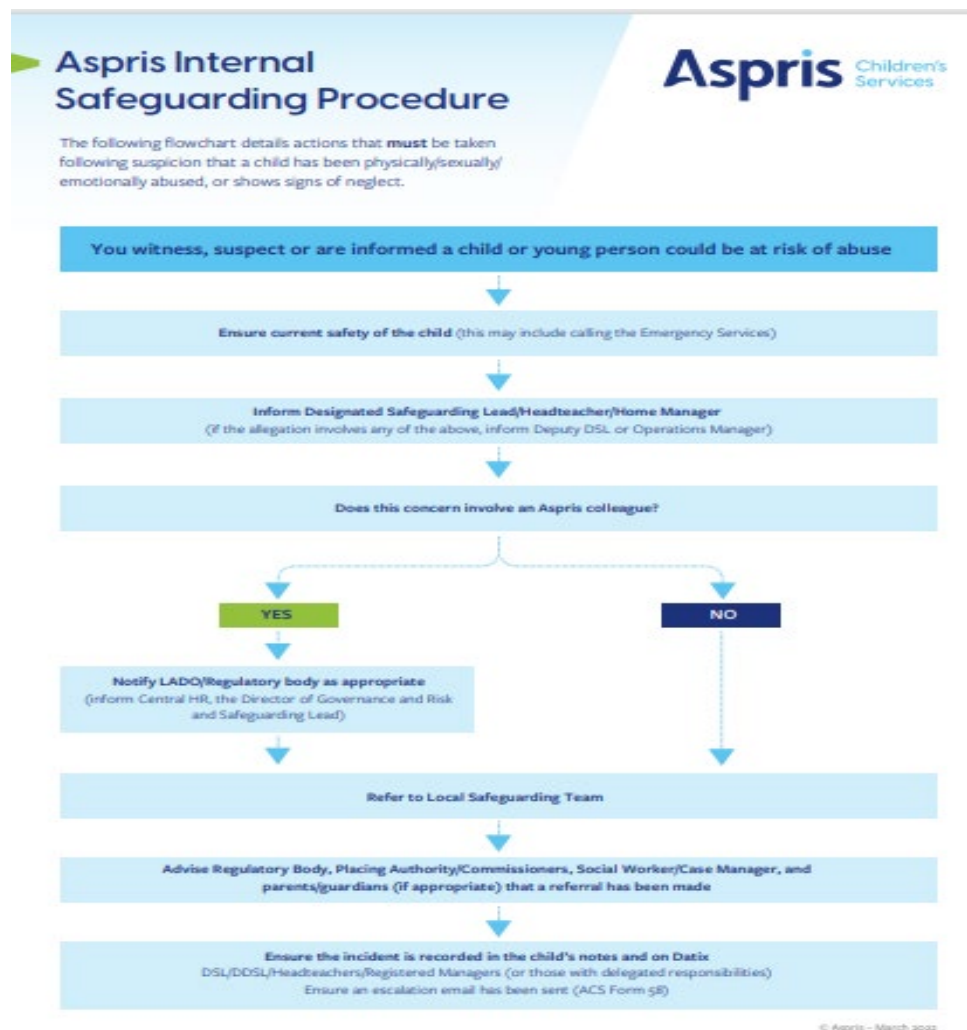 Aspris Internal
Safeguarding Procedure
Aspris Children's
Services
The following flowchart details actions that must be taken
following suspicion that a child has been physically/sexually/
emotionally abused, or shows signs of neglect.
You witness, suspect or are informed a child or young person could be at risk of abuse
Ensure current safety of the child (this may include calling the Emergency Services)
Inform Designated Safeguarding Lead/Headteacher/Home Manager
(if the allegation involves any of the above, inform Deputy DSL or Operations Manager)
Does this concern involve an Aspris colleague?
YES
NO
Notify LADO/Regulatory body as appropriate
(inform Central HR, the Director of Governance and Risk
and Safeguarding Lead)
Refer to Local Safeguarding Team
Advise Regulatory Body, Placing Authority/Commissioners, Social Worker/Case Manager, and
parents/guardians (if appropriate) that a referral has been made
Ensure the incident is recorded in the child's notes and on Datix
DSL/DDSL/Headteachers/Registered Managers (or those with delegated responsibilities)
Ensure an escalation email has been sent (ACS Form 58)
© Aspris – March